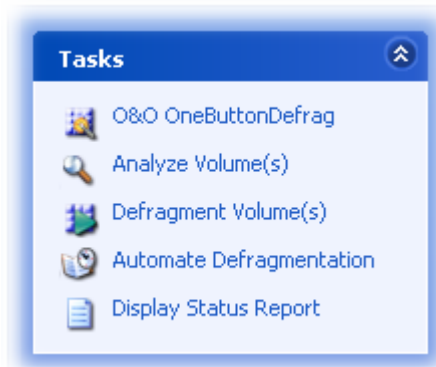 Tasks
O&O OneButtonDefrag
Analyze Volume(s)
Defragment Volume(s)
Automate Defragmentation
Display Status Report